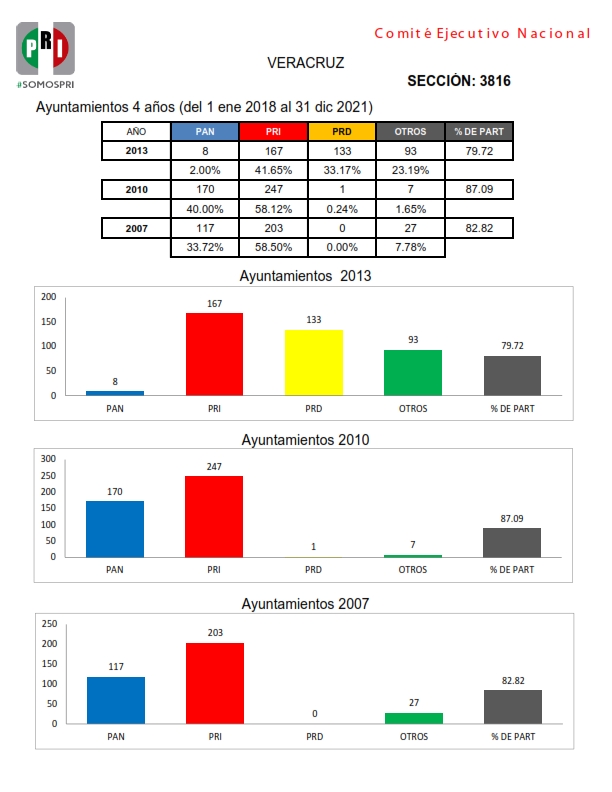 Comité Ejecutivo Nacional
PRI
#SOMOSPRI
VERACRUZ
SECCIÓN: 3816
Ayuntamientos 4 años (del 1 ene 2018 al 31 dic 2021)
AÑO PAN PRI PRD OTROS % DE PART
2013 8 167 133 93 79.72
2.00% 41.65% 33.17% 23.19%
2010 170 247 1 7 87.09
40.00% 58.12% 0.24% 1.65%
2007 117 203 0 27 82.82
33.72% 58.50% 0.00% 7.78%
Ayuntamientos 2013
200
150
100
50
0
8 167 133 93 79.72
PAN PRI PRD OTROS % DE PART
Ayuntamientos 2010
300
250
200
150
100
50
0
170 247 1 7 87.09
PAN PRI PRD OTROS % DE PART
Ayuntamientos 2007
250
200
150
100
50
0
117 203 0 27 82.82
PAN PRI PRD OTROS % DE PART